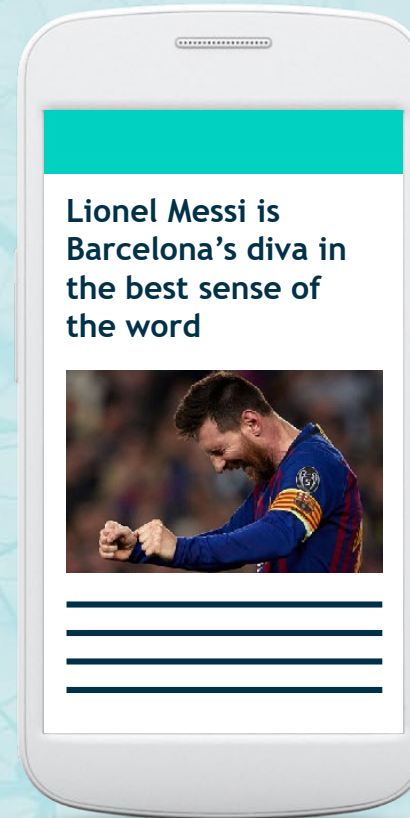 Lionel Messi is
Barcelona’s diva in
the best sense of
the word